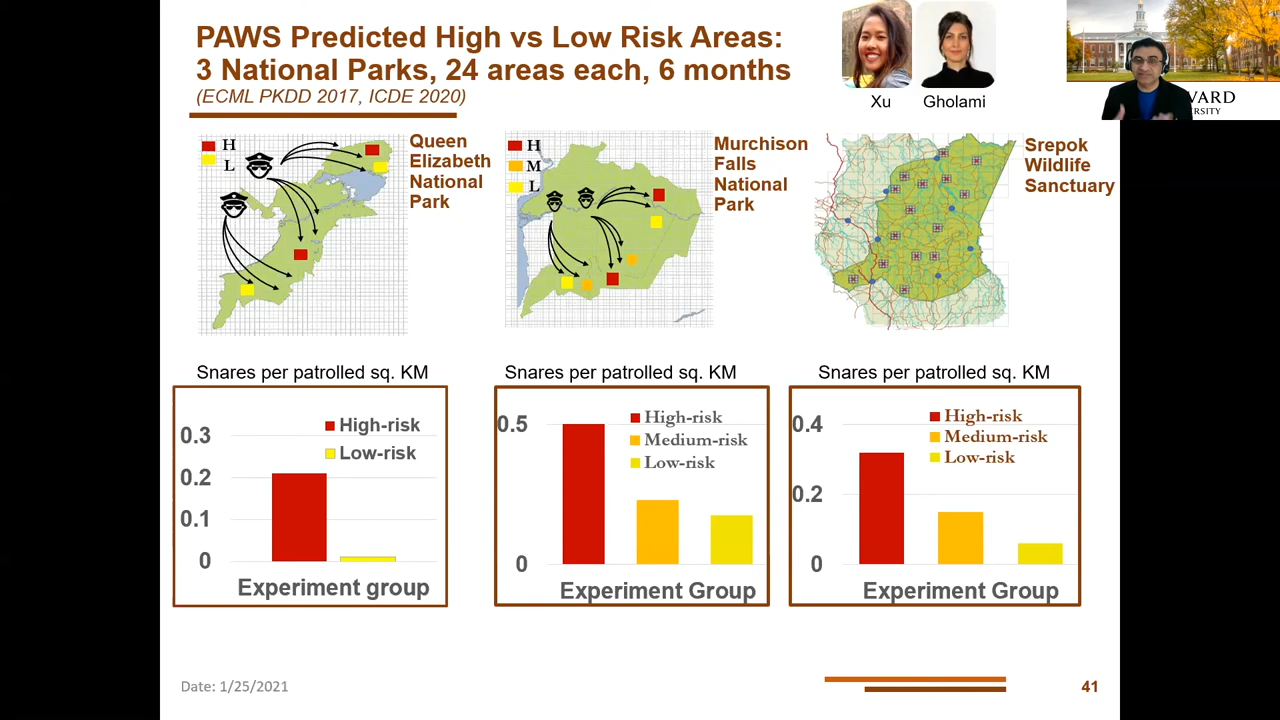 PAWS Predicted High vs Low Risk Areas:
3 National Parks, 24 areas each, 6 months
(ECML PKDD 2017, ICDE 2020)
Xu
Gholami
VARD
ERSITY
H
L
Queen
Elizabeth
National
Park
H
M
L
Murchison
Falls
National
Park
Srepok
Wildlife
Sanctuary
Snares per patrolled sq. KM
0.3
0.2
0.1
0
High-risk
Low-risk
Experiment group
Snares per patrolled sq. KM
0.5
0
High-risk
Medium-risk
Low-risk
Experiment Group
Snares per patrolled sq. KM
0.4
0.2
0
High-risk
Medium-risk
Low-risk
Experiment Group
Date: 1/25/2021
41